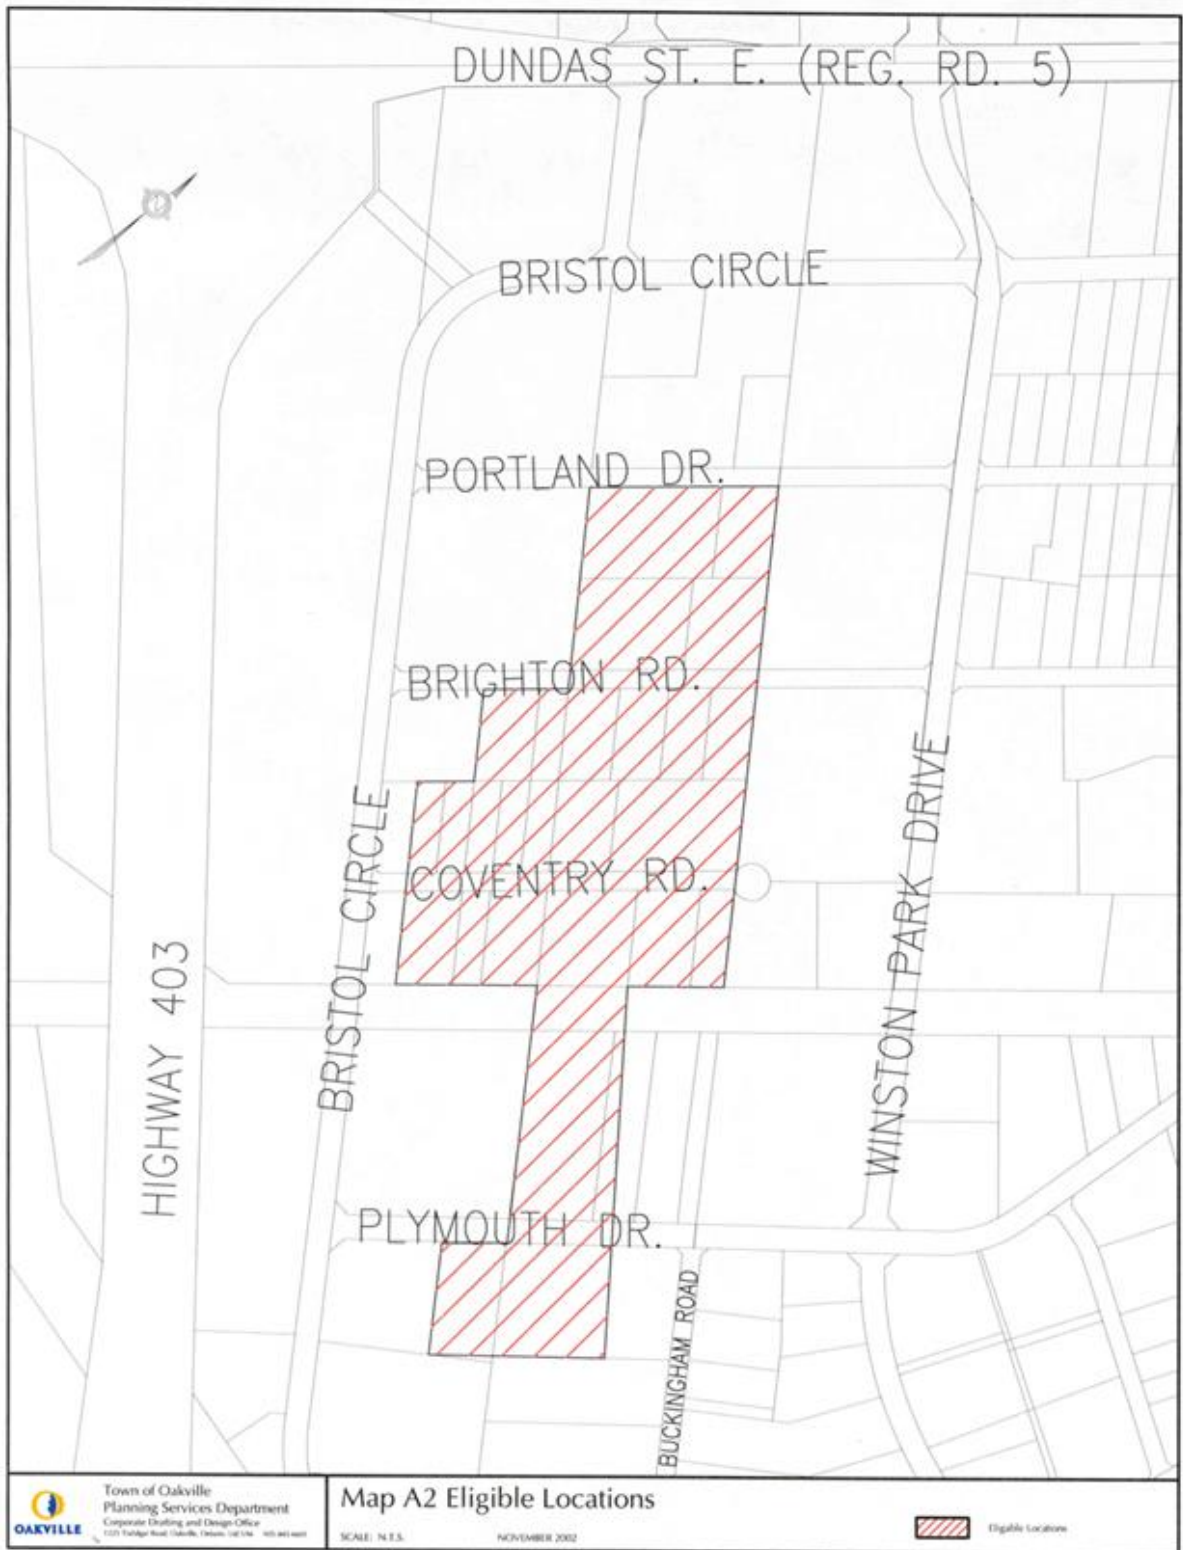 DUNDAS ST. E. (REG. RD. 5)
BRISTOL CIRCLE
PORTLAND DR.
BRIGHTON RD.
COVENTRY RD.
BRISTOL CIRCLE
HIGHWAY 403
WINSTON PARK DRIVE
PLYMOUTH DR.
BUCKINGHAM ROAD
OAKVILLE
Town of Oakville
Planning Services Department
Corporate Drafting and Design Office
Map A2 Eligible Locations
SCALE: N.T.S. NOVEMBER 2002
Eligable Locations